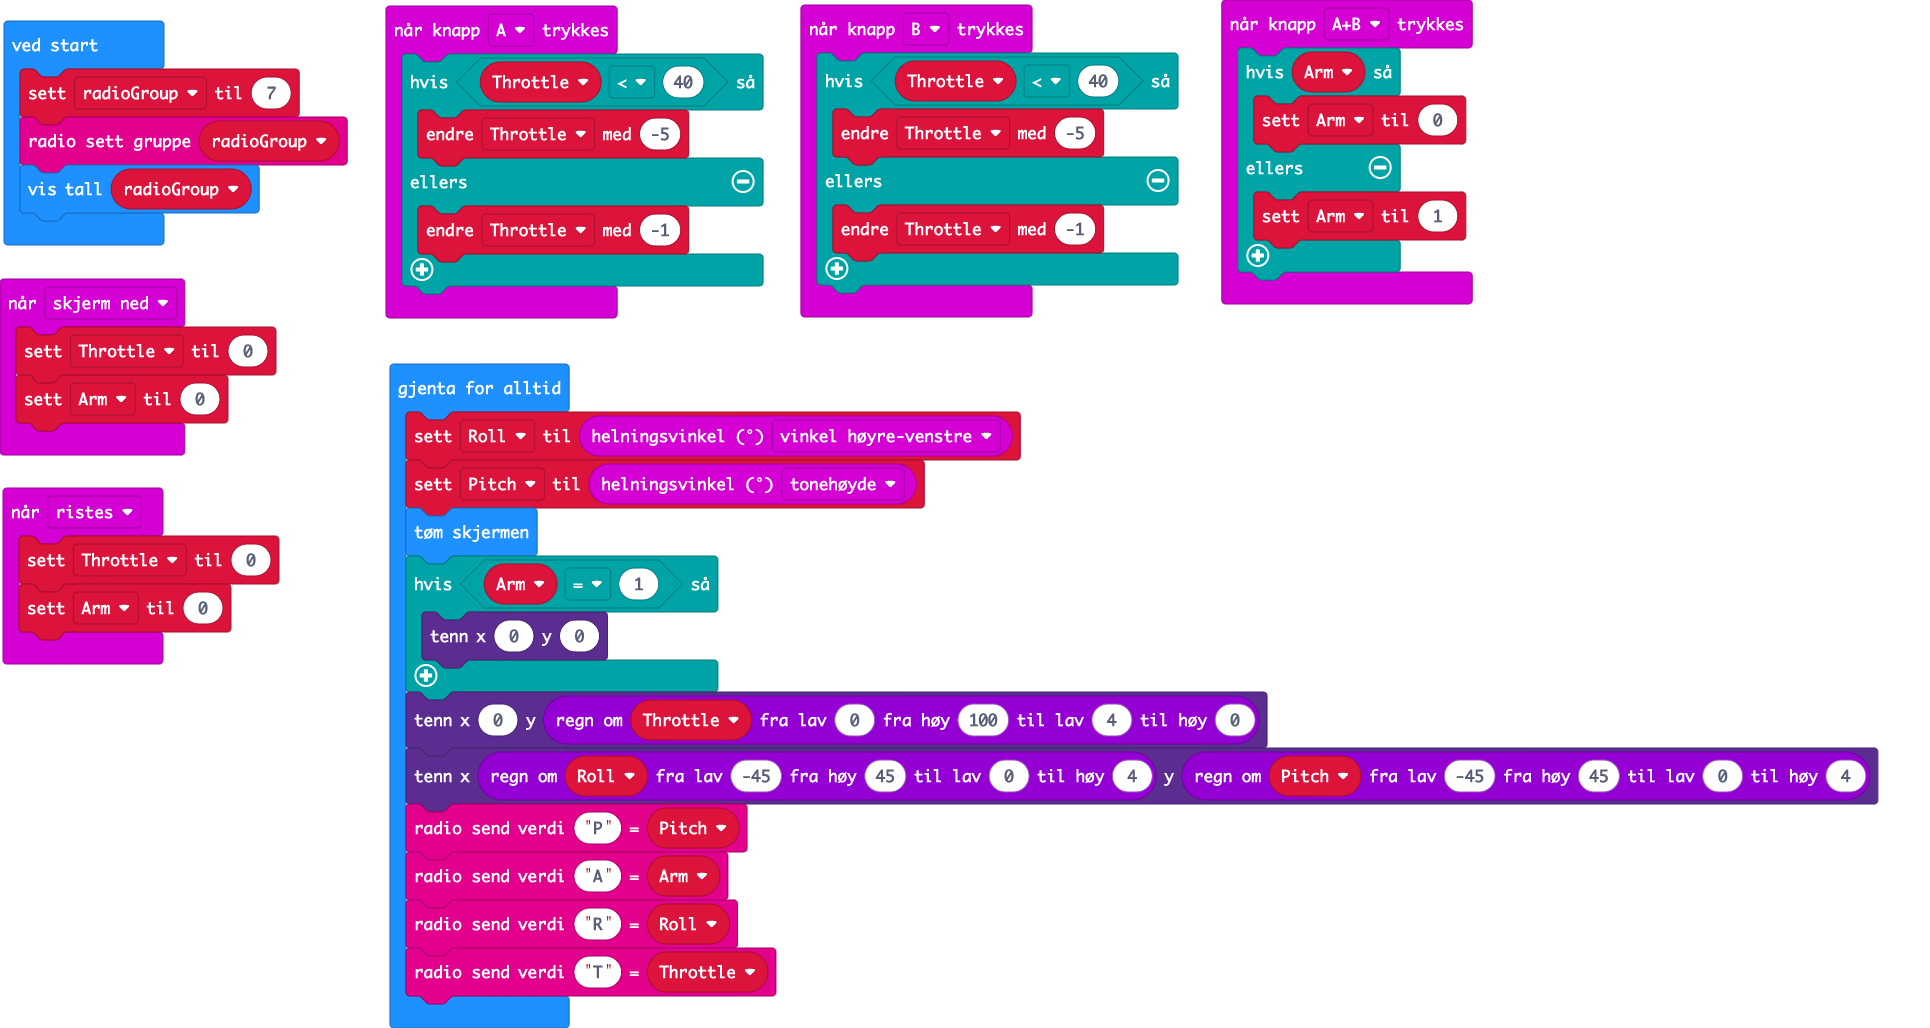 ved start
sett radioGroup til 7
radio sett gruppe radioGroup
vis tall radioGroup
når skjerm ned
sett Throttle til 0
sett Arm til 0
når ristes
sett Throttle til 0
sett Arm til 0
når knapp A trykkes
hvis Throttle < 40 så
endre Throttle med -5
ellers
endre Throttle med -1
når knapp B trykkes
hvis Throttle < 40 så
endre Throttle med -5
ellers
endre Throttle med -1
når knapp A+B trykkes
hvis Arm så
sett Arm til 0
ellers
sett Arm til 1
gjenta for alltid
sett Roll til helningsvinkel (°) vinkel høyre-venstre
sett Pitch til helningsvinkel (°) tonehøyde
tøm skjermen
hvis Arm = 1 så
tenn x 0 y 0
tenn x 0 y regn om Throttle fra lav 0 fra høy 100 til lav 4 til høy 0
tenn x regn om Roll fra lav -45 fra høy 45 til lav 0 til høy 4 y regn om Pitch fra lav -45 fra høy 45 til lav 0 til høy 4
radio send verdi "P" = Pitch
radio send verdi "A" = Arm
radio send verdi "R" = Roll
radio send verdi "T" = Throttle